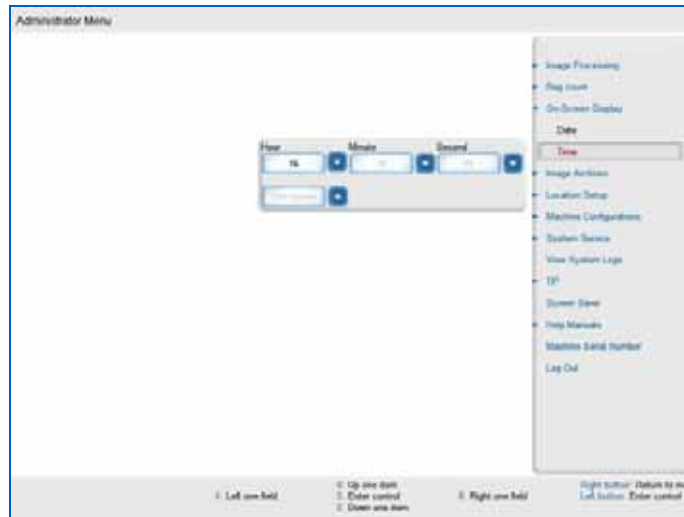 Administrator Menu
Image Processing
Bag count
On-Screen Display
Date
Time
Hour Minute Second
16
Image Archives
Location Setup
Machine Configurations
System Service
View System Logs
TIP
Screen Saver
Help Manuals
Machine Serial Number
Log Out
Left one field
Up one item
Enter control
Down one item
Right one field
Right button: Return to m
Left button: Enter control